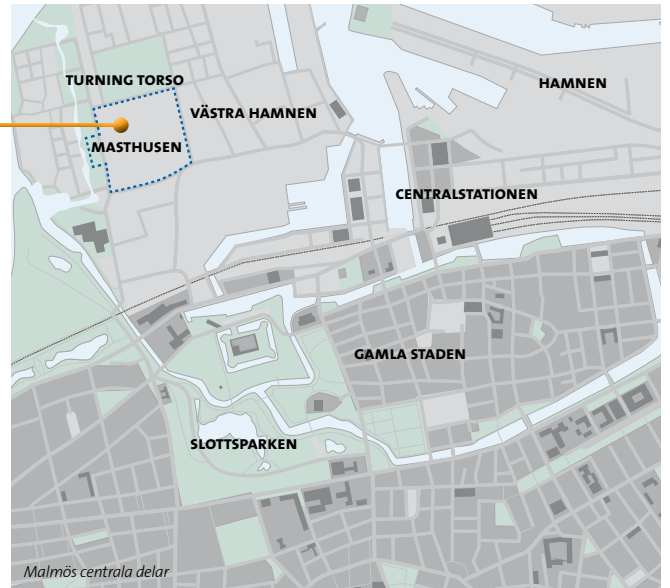 TURNING TORSO
HAMNEN
VÄSTRA HAMNEN
MASTHUSEN
CENTRALSTATIONEN
GAMLA STADEN
SLOTTSPARKEN
Malmös centrala delar